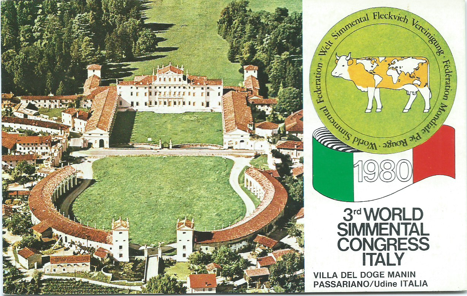 Welt Simmental Fleckvieh Vereinigung · Fédération Mondiale Pie Rouge · World Simmental Federation ·
1980
3rd WORLD
SIMMENTAL
CONGRESS
ITALY
VILLA DEL DOGE MANIN
PASSARIANO/Udine ITALIA